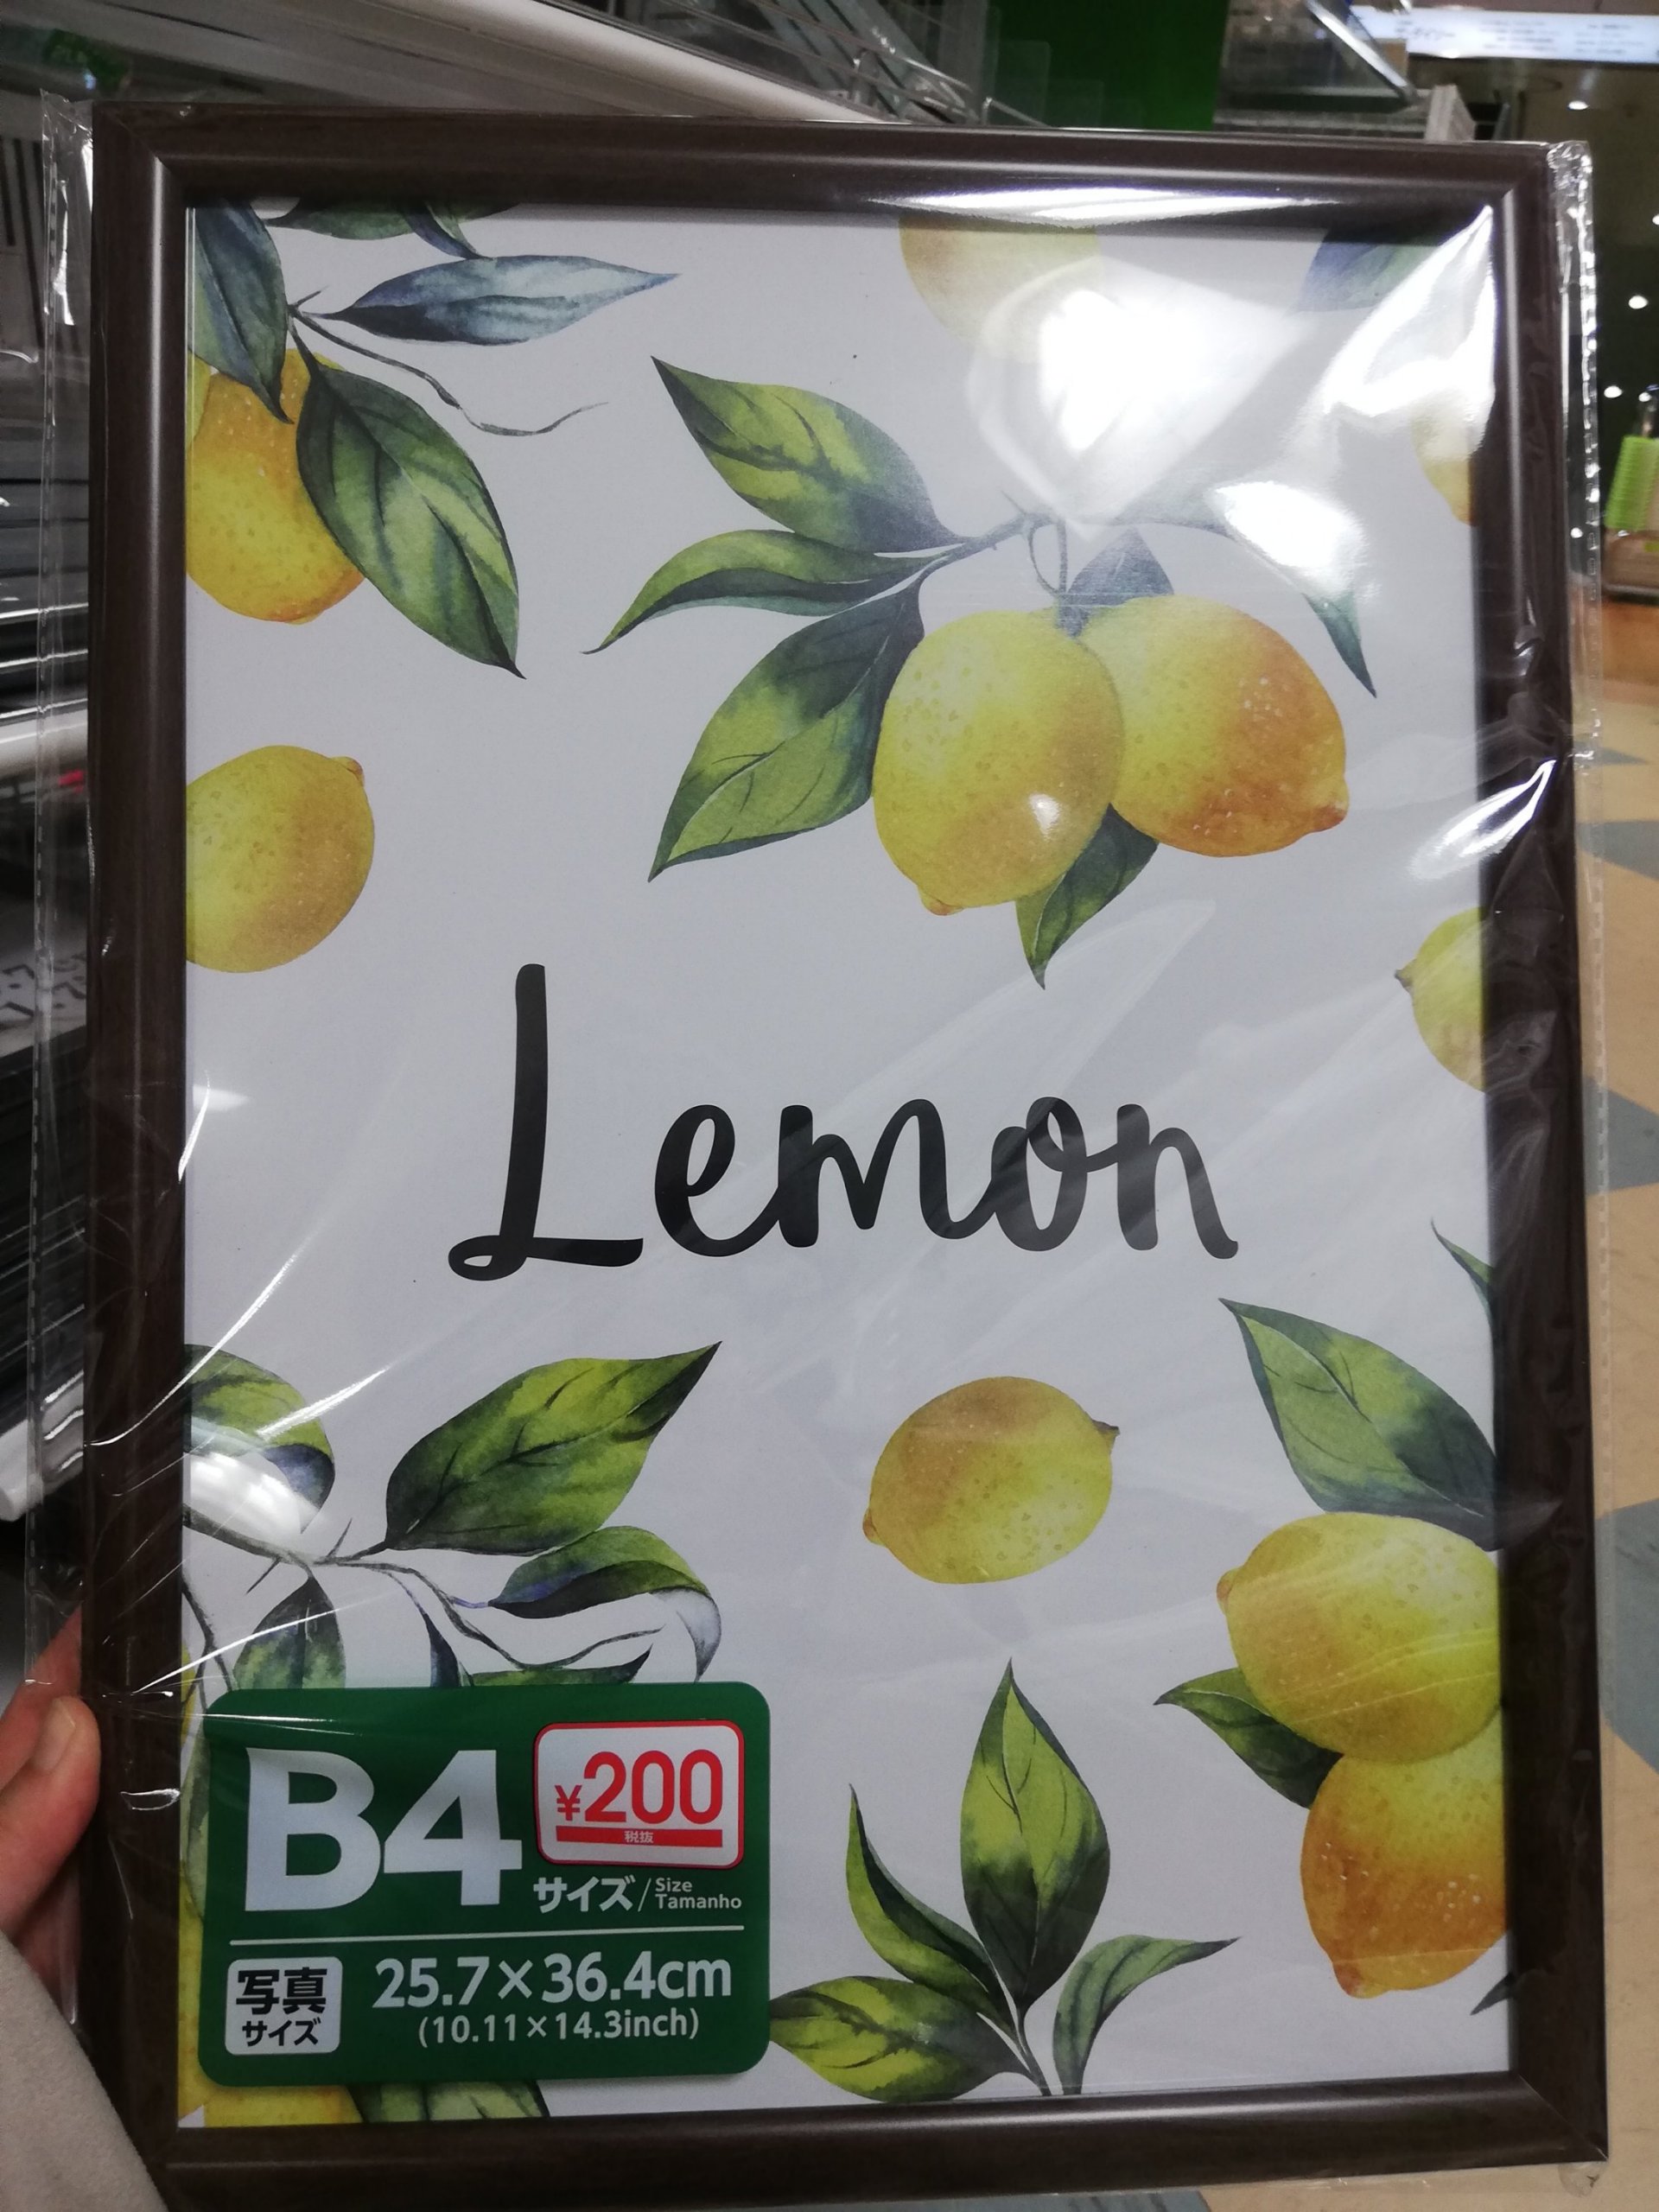 Lemon
B4
¥200
税抜
サイズ/Size
Tamanho
写真
サイズ
25.7×36.4cm
(10.11×14.3inch)